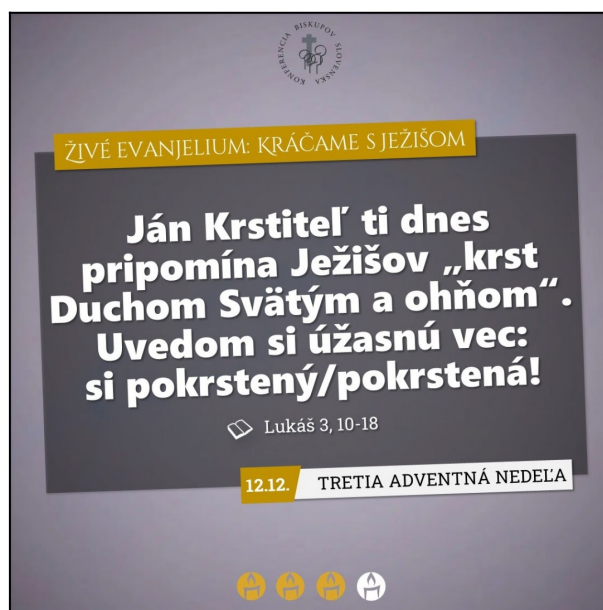 KONFERENCIA BISKUPOV SLOVENSKA
ŽIVÉ EVANJELIUM: KRÁČAME S JEŽIŠOM
Ján Krstiteľ ti dnes
pripomína Ježišov „krst
Duchom Svätým a ohňom“.
Uvedom si úžasnú vec:
si pokrstený/pokrstená!
Lukáš 3, 10-18
12.12. TRETIA ADVENTNÁ NEDEĽA